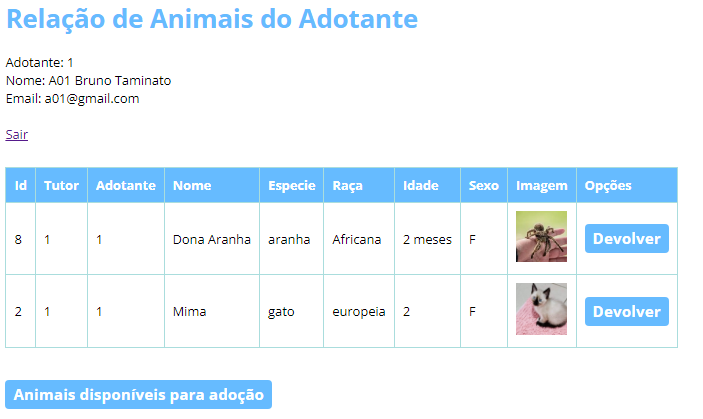 Relação de Animais do Adotante
Adotante: 1
Nome: A01 Bruno Taminato
Email: a01@gmail.com
Sair
Id Tutor Adotante Nome Especie Raça Idade Sexo Imagem Opções
8 1 1 Dona Aranha aranha Africana 2 meses F Devolver
2 1 1 Mima gato europeia 2 F Devolver
Animais disponíveis para adoção